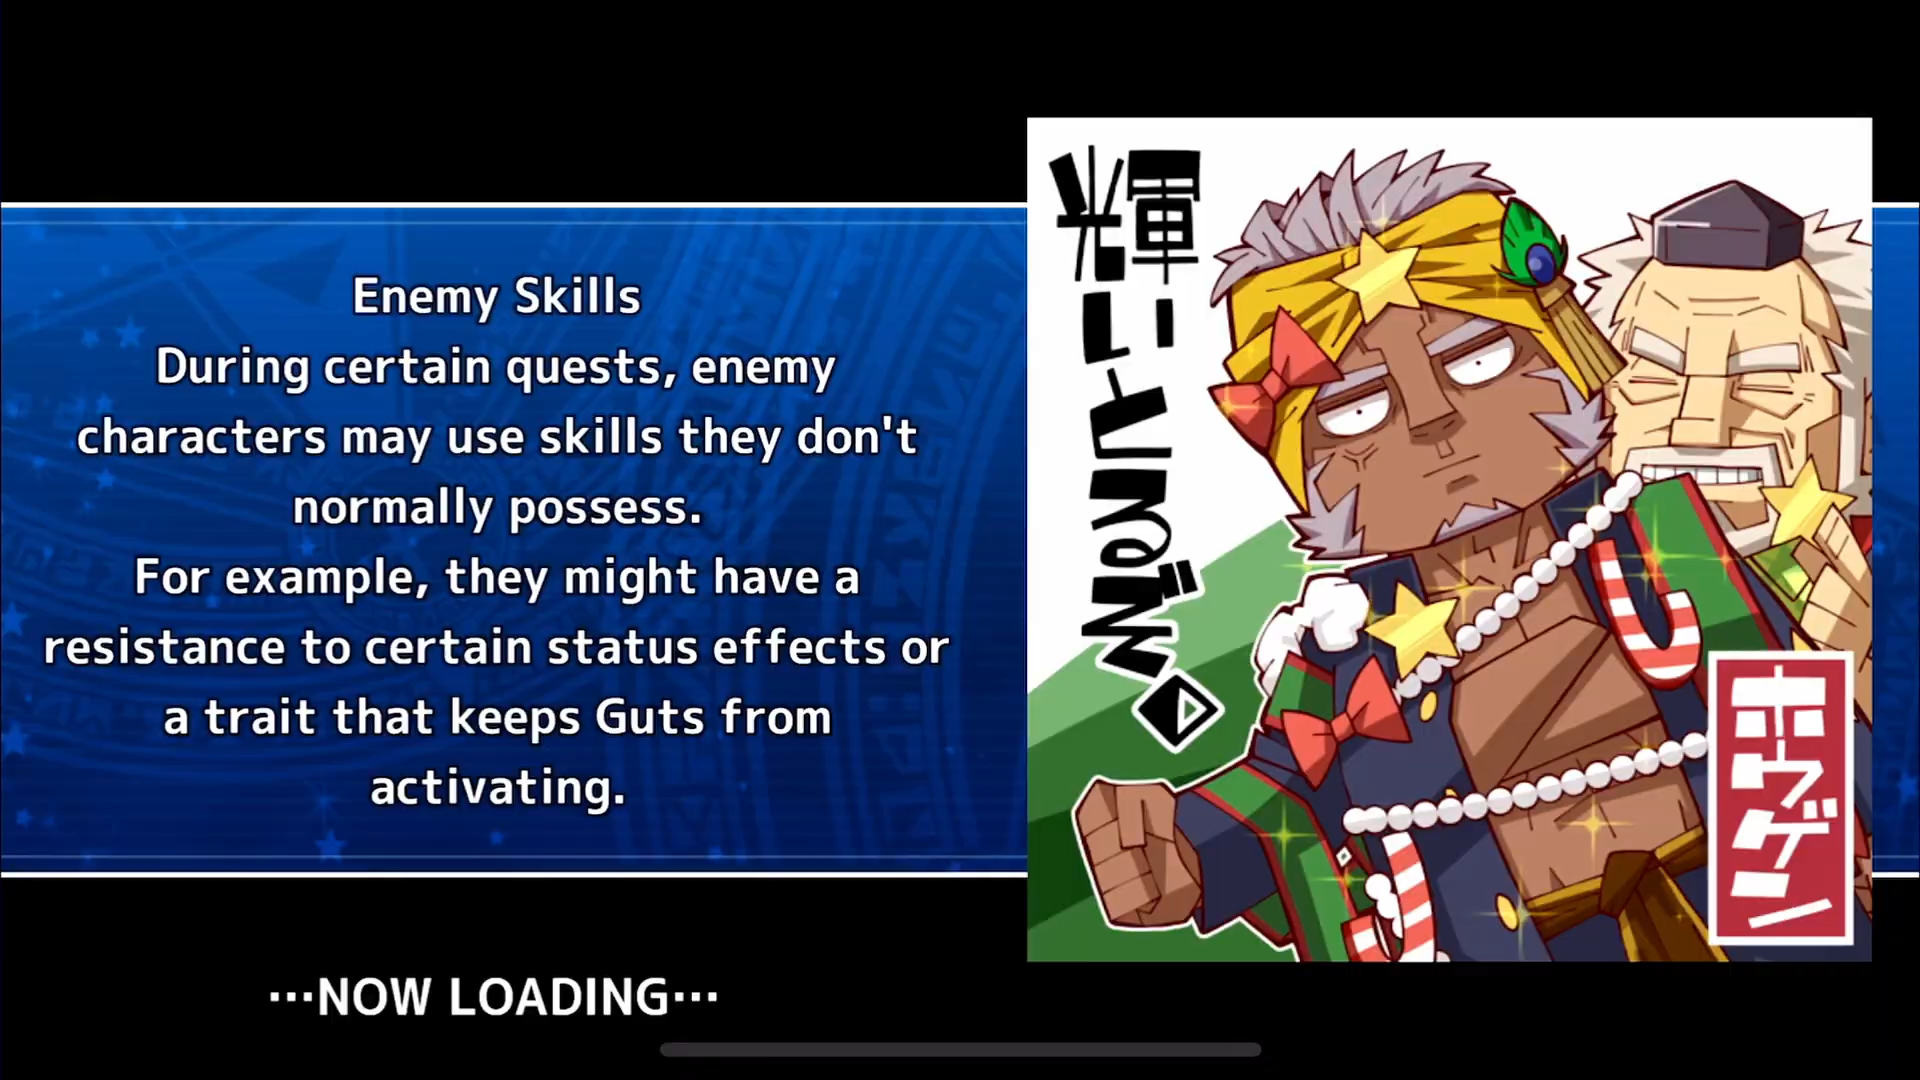 Enemy Skills
During certain quests, enemy
characters may use skills they don't
normally possess.
For example, they might have a
resistance to certain status effects or
a trait that keeps Guts from
activating.
…NOW LOADING…
輝いとるのぜ。
ホウゲン